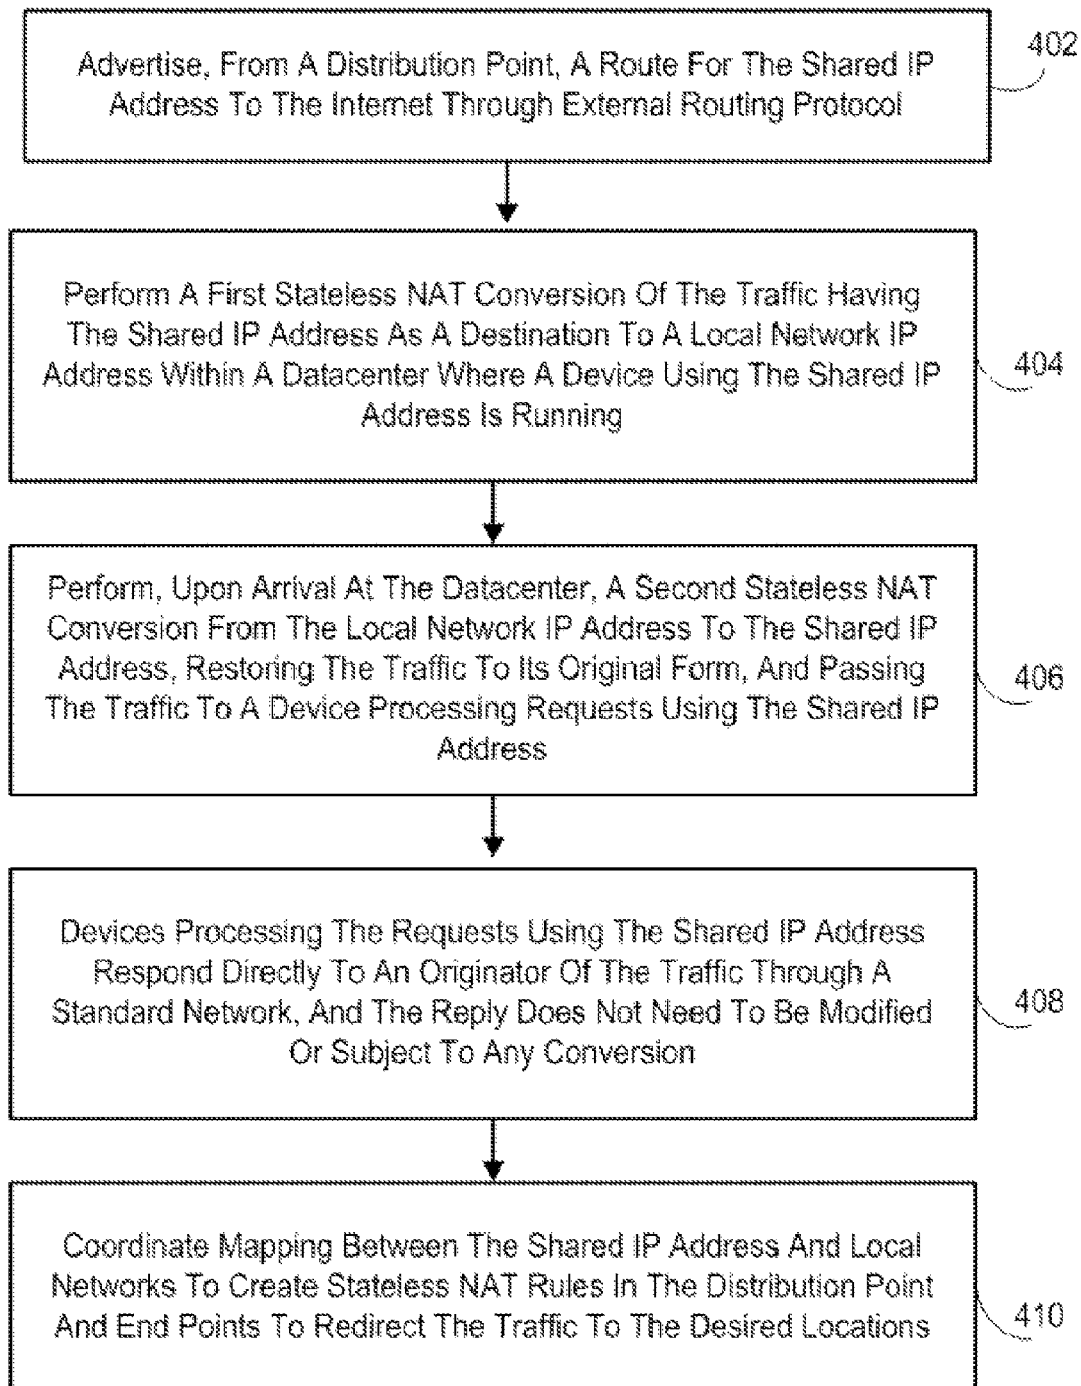 Advertise, From A Distribution Point, A Route For The Shared IP
Address To The Internet Through External Routing Protocol
402
Perform A First Stateless NAT Conversion Of The Traffic Having
The Shared IP Address As A Destination To A Local Network IP
Address Within A Datacenter Where A Device Using The Shared IP
Address Is Running
404
Perform, Upon Arrival At The Datacenter, A Second Stateless NAT
Conversion From The Local Network IP Address To The Shared IP
Address, Restoring The Traffic To Its Original Form, And Passing
The Traffic To A Device Processing Requests Using The Shared IP
Address
406
Devices Processing The Requests Using The Shared IP Address
Respond Directly To An Originator Of The Traffic Through A
Standard Network, And The Reply Does Not Need To Be Modified
Or Subject To Any Conversion
408
Coordinate Mapping Between The Shared IP Address And Local
Networks To Create Stateless NAT Rules In The Distribution Point
And End Points To Redirect The Traffic To The Desired Locations
410